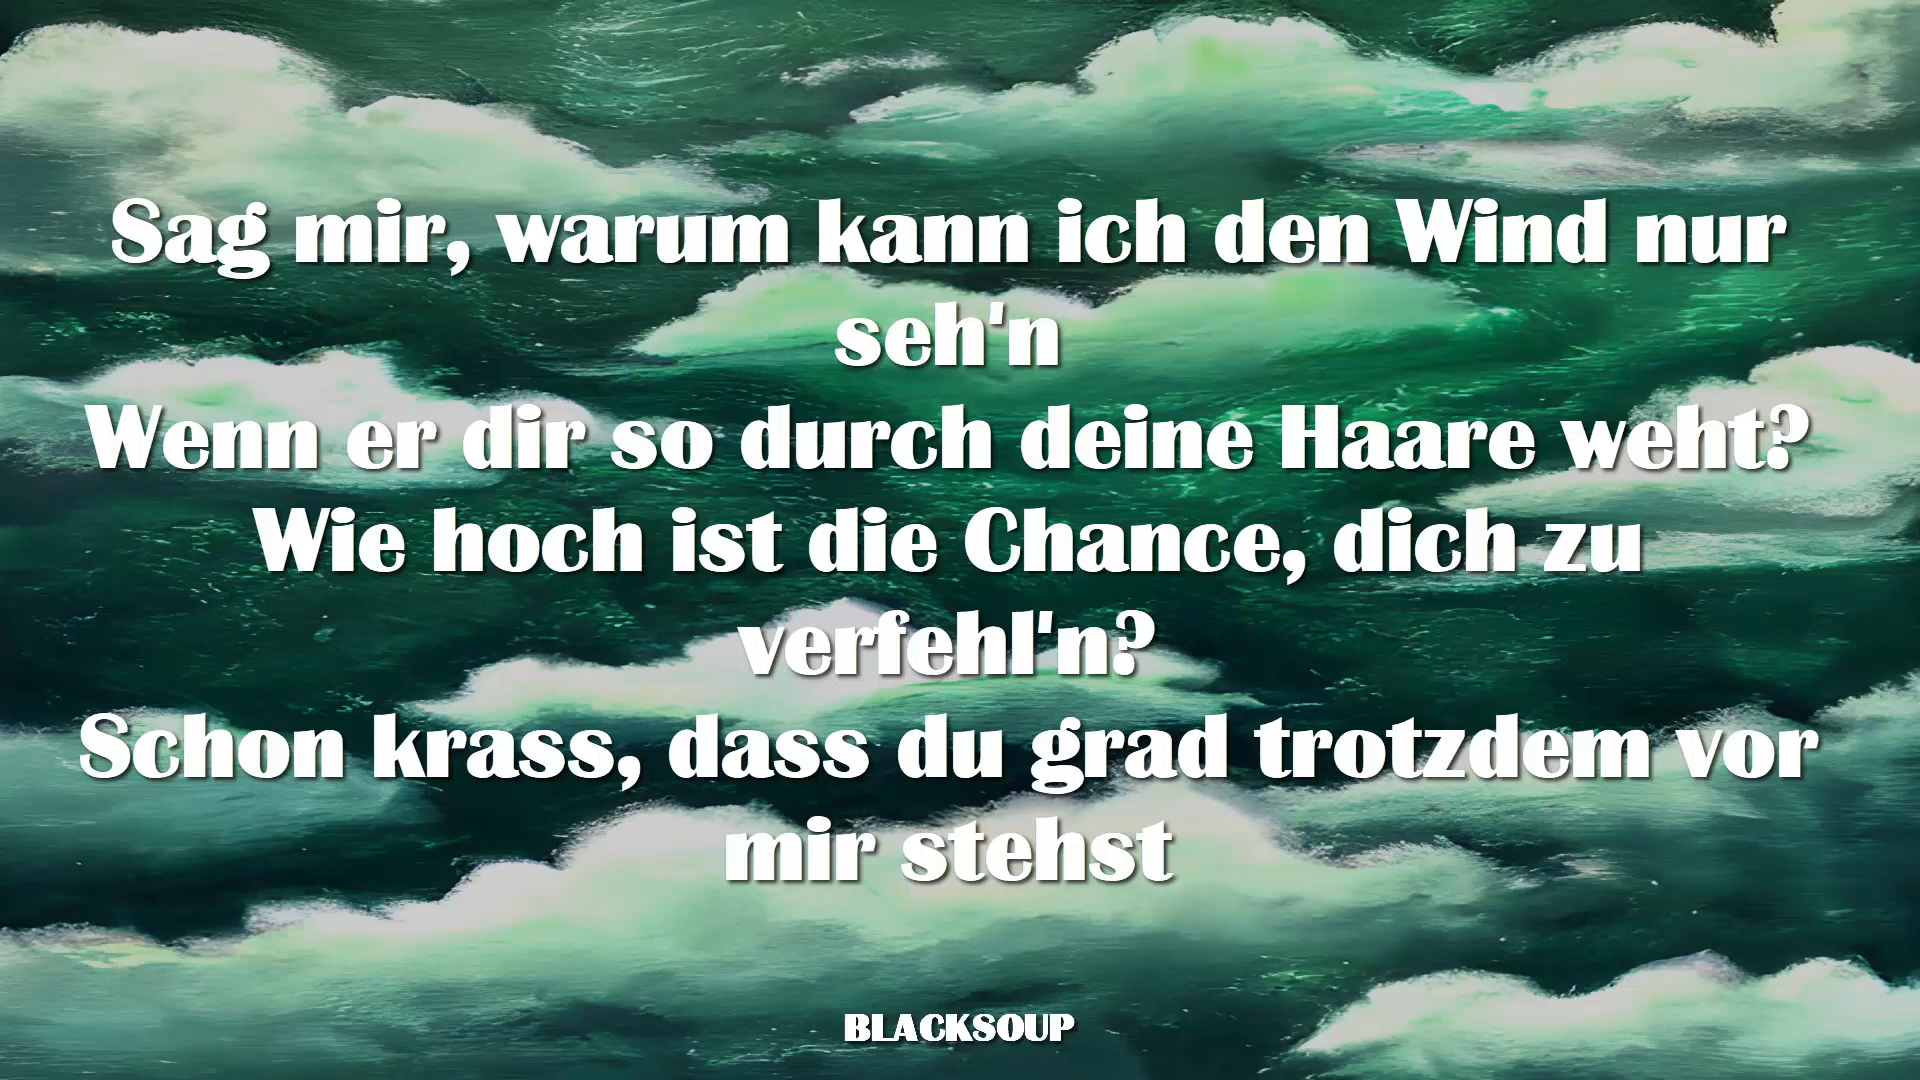 Sag mir, warum kann ich den Wind nur
seh'n
Wenn er dir so durch deine Haare weht?
Wie hoch ist die Chance, dich zu
verfehl'n?
Schon krass, dass du grad trotzdem vor
mir stehst
BLACKSOUP